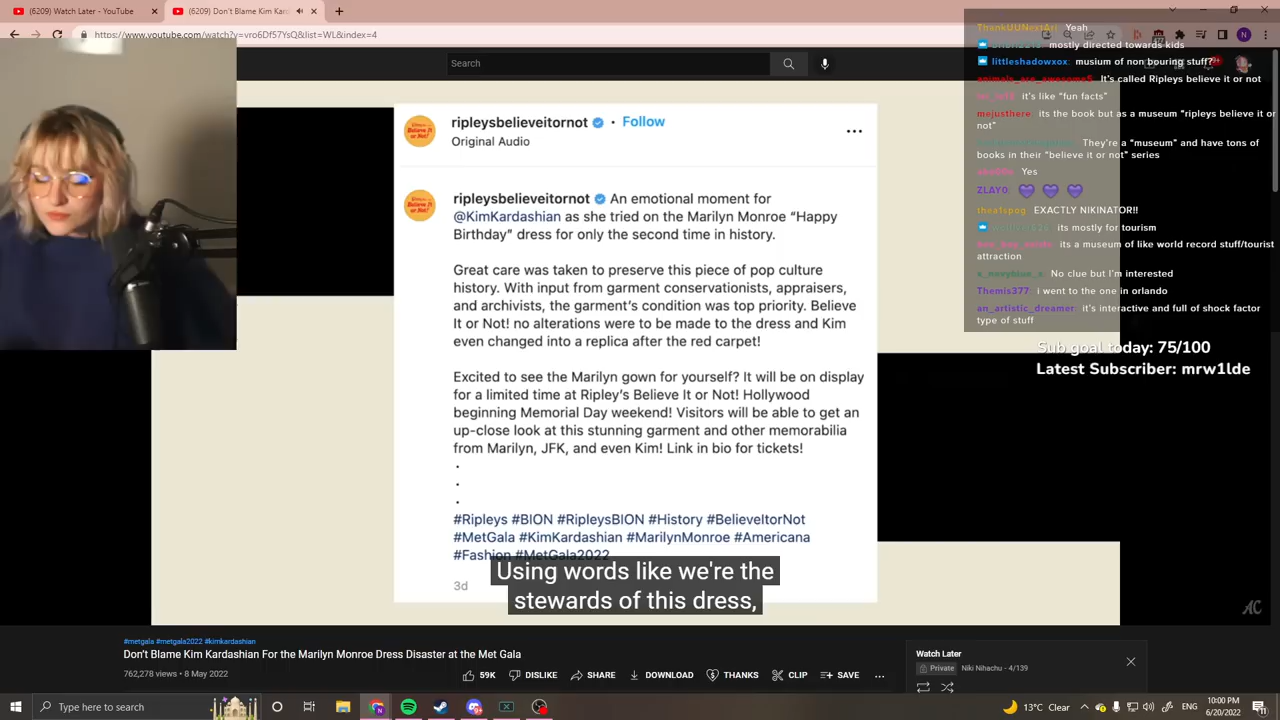 (6209) Don't Blame Kim Kardash
(6209) Don't Blame Kim Kardash
https://www.youtube.com/watch?v=vro6Df57YsQ&list=WL&index=4
N
Search
ripleysbelieveitornot • Follow
Original Audio
ripleysbelieveitornot An emotional moment for
@KimKardashian as she tried on the Marilyn Monroe “Happy
Birthday” dress for only the second time in history.
Great care was taken to preserve this piece of pop culture
history. With input from garment conservationists, appraisers,
and archivists, the garment's condition was top priority. Believe
It or Not! no alterations were to be made to the dress and Kim
even changed into a replica after the red carpet!
Excited to see the Marilyn gown for yourself? It will be on display
for a limited time at Ripley's Believe It or Not! Hollywood
beginning Memorial Day weekend! Visitors will be able to get an
up-close look at this stunning garment and other memorabilia
from Marilyn, JFK, and even Kim! Link in bio for tickets!
.
.
.
#Ripleys #BION #RipleysBION #History #BelieveItorNot
#MetGala #KimKardashian #MarilynMonroe #Americana
#Fashion #MetGala2022
3d
Using words like we're the
stewards of this dress,
AC
ThankUUNextAri: Yeah
mostly directed towards kids
littleshadowxox: musium of non bouring stuff?
animals_are_awesome5: It's called Ripleys believe it or not
it's like “fun facts”
mejusthere: its the book but as a museum “ripleys believe it or
not”
They're a “museum” and have tons of
books in their “believe it or not” series
Yes
ZLAY0:
thea1spog: EXACTLY NIKINATOR!!
its mostly for tourism
its a museum of like world record stuff/tourist
attraction
s_navyblue_s: No clue but I'm interested
Themis377: i went to the one in orlando
an_artistic_dreamer: it's interactive and full of shock factor
type of stuff
Sub goal today: 75/100
Latest Subscriber: mrw1lde
#metgala #metgala2022 #kimkardashian
Don't Blame Kim Kardashian For the Marilyn Monroe Dress Disaster at the Met Gala
762,278 views • 8 May 2022
59K DISLIKE SHARE DOWNLOAD THANKS CLIP SAVE ...
Watch Later
Private Niki Nihachu - 4/139
Type here to search
13°C Clear
10:00 PM
6/20/2022